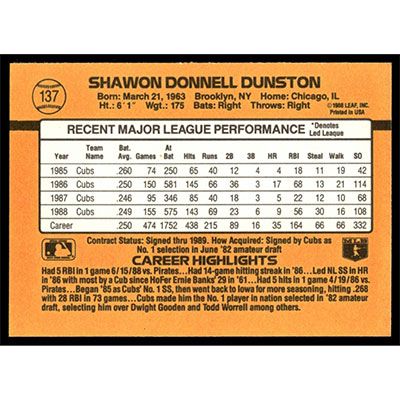 137
SHAWON DONNELL DUNSTON
Born: March 21, 1963 Brooklyn, NY Home: Chicago, IL
Ht.: 6'1" Wgt.: 175 Bats: Right Throws: Right
©1988 LEAF, INC.
Printed in USA
RECENT MAJOR LEAGUE PERFORMANCE *Denotes Led League
Year Team Name Bat. Avg. Games At Bat Hits Runs 2B 3B HR RBI Steal Walk SO
1985 Cubs .260 74 250 65 40 12 4 4 18 11 19 42
1986 Cubs .250 150 581 145 66 36 3 17 68 13 21 114
1987 Cubs .246 95 346 85 40 18 3 5 22 12 10 68
1988 Cubs .249 155 575 143 69 23 6 9 56 30 16 108
Career .250 474 1752 438 215 89 16 35 164 66 66 332
Contract Status: Signed thru 1989. How Acquired: Signed by Cubs as
No. 1 selection in June '82 amateur draft
CAREER HIGHLIGHTS
Had 5 RBI in 1 game 6/15/88 vs. Pirates...Had 14-game hitting streak in '86...Led NL SS in HR
in '86 with most by a Cub since HoFer Ernie Banks' 29 in '61...Had 5 hits in 1 game 4/19/86 vs.
Pirates...Began '85 as Cubs' No. 1 SS, then went back to Iowa for more seasoning, hitting .268
with 28 RBI in 73 games...Cubs made him the No. 1 player in nation selected in '82 amateur
draft, selecting him over Dwight Gooden and Todd Worrell among others